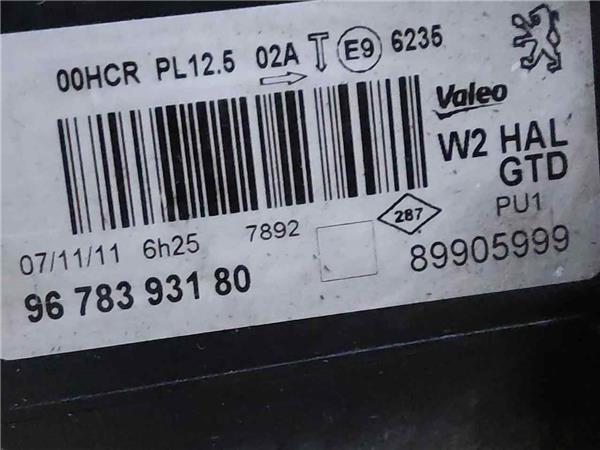 00HCR PL12.5 02A E9 6235
Valeo
W2 HAL
GTD
PU1
287
07/11/11 6h25 7892
89905999
96 783 931 80